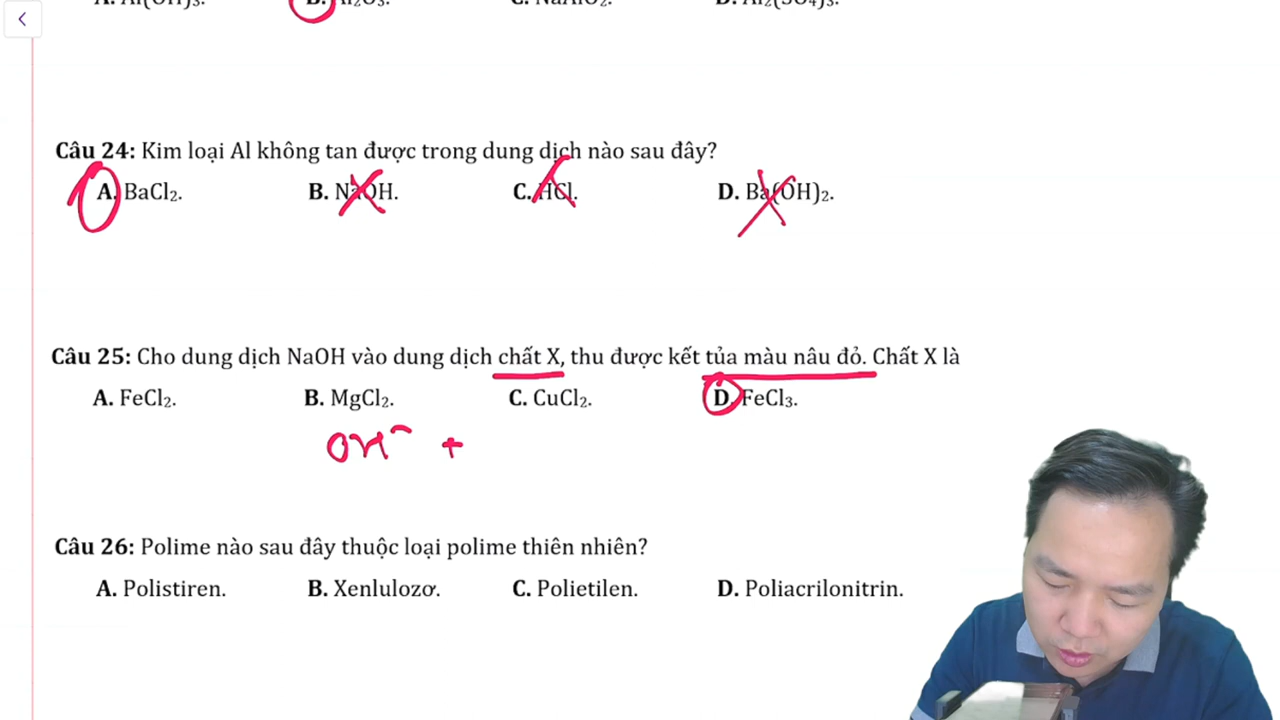 B. Al₂O₃.
Câu 24: Kim loại Al không tan được trong dung dịch nào sau đây?
A. BaCl₂. B. NaOH. C. HCl. D. Ba(OH)₂.
Câu 25: Cho dung dịch NaOH vào dung dịch chất X, thu được kết tủa màu nâu đỏ. Chất X là
A. FeCl₂. B. MgCl₂. C. CuCl₂. D. FeCl₃.
OH⁻ +
Câu 26: Polime nào sau đây thuộc loại polime thiên nhiên?
A. Polistiren. B. Xenlulozơ. C. Polietilen. D. Poliacrilonitrin.